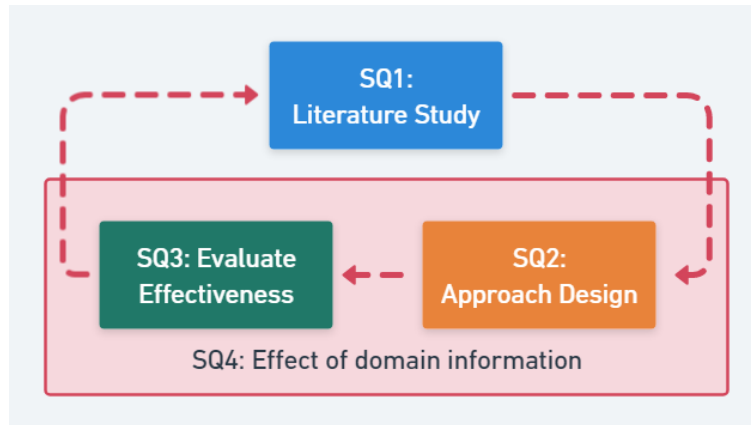 SQ1:
Literature Study
SQ3: Evaluate
Effectiveness
SQ2:
Approach Design
SQ4: Effect of domain information